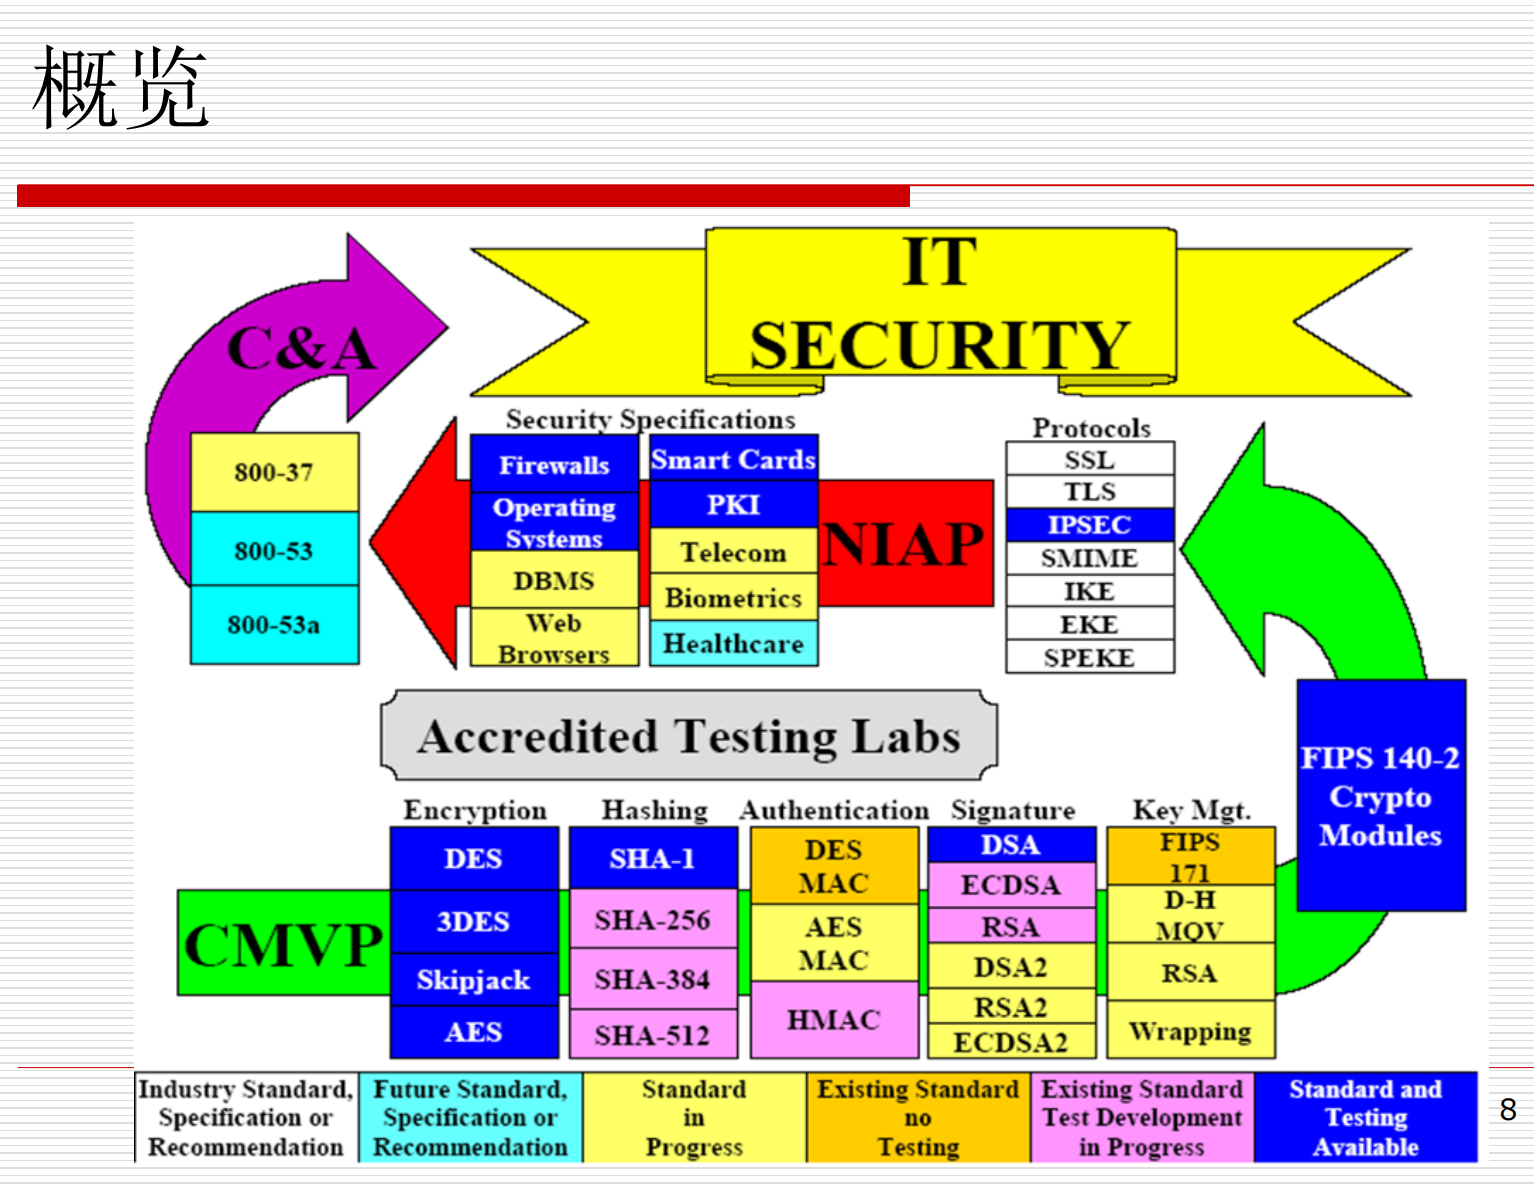 概览
IT
SECURITY
C&A
800-37
800-53
800-53a
Security Specifications
Firewalls
Operating
Systems
DBMS
Web
Browsers
Smart Cards
PKI
Telecom
Biometrics
Healthcare
NIAP
Protocols
SSL
TLS
IPSEC
SMIME
IKE
EKE
SPEKE
FIPS 140-2
Crypto
Modules
Accredited Testing Labs
CMVP
Encryption
DES
3DES
Skipjack
AES
Hashing
SHA-1
SHA-256
SHA-384
SHA-512
Authentication
DES
MAC
AES
MAC
HMAC
Signature
DSA
ECDSA
RSA
DSA2
RSA2
ECDSA2
Key Mgt.
FIPS
171
D-H
MQV
RSA
Wrapping
Industry Standard,
Specification or
Recommendation
Future Standard,
Specification or
Recommendation
Standard
in
Progress
Existing Standard
no
Testing
Existing Standard
Test Development
in Progress
Standard and
Testing
Available
8